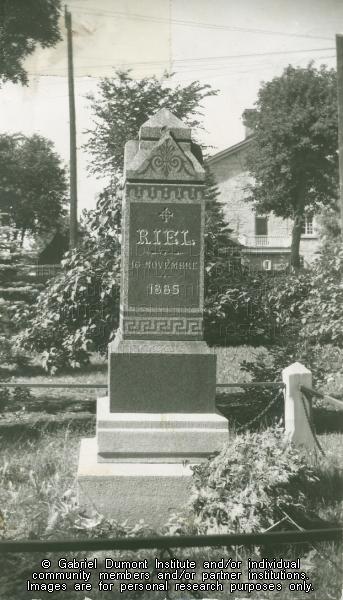 RIEL
16 NOVEMBRE
1885
© Gabriel Dumont Institute and/or individual
community members and/or partner institutions.
Images are for personal research purposes only.